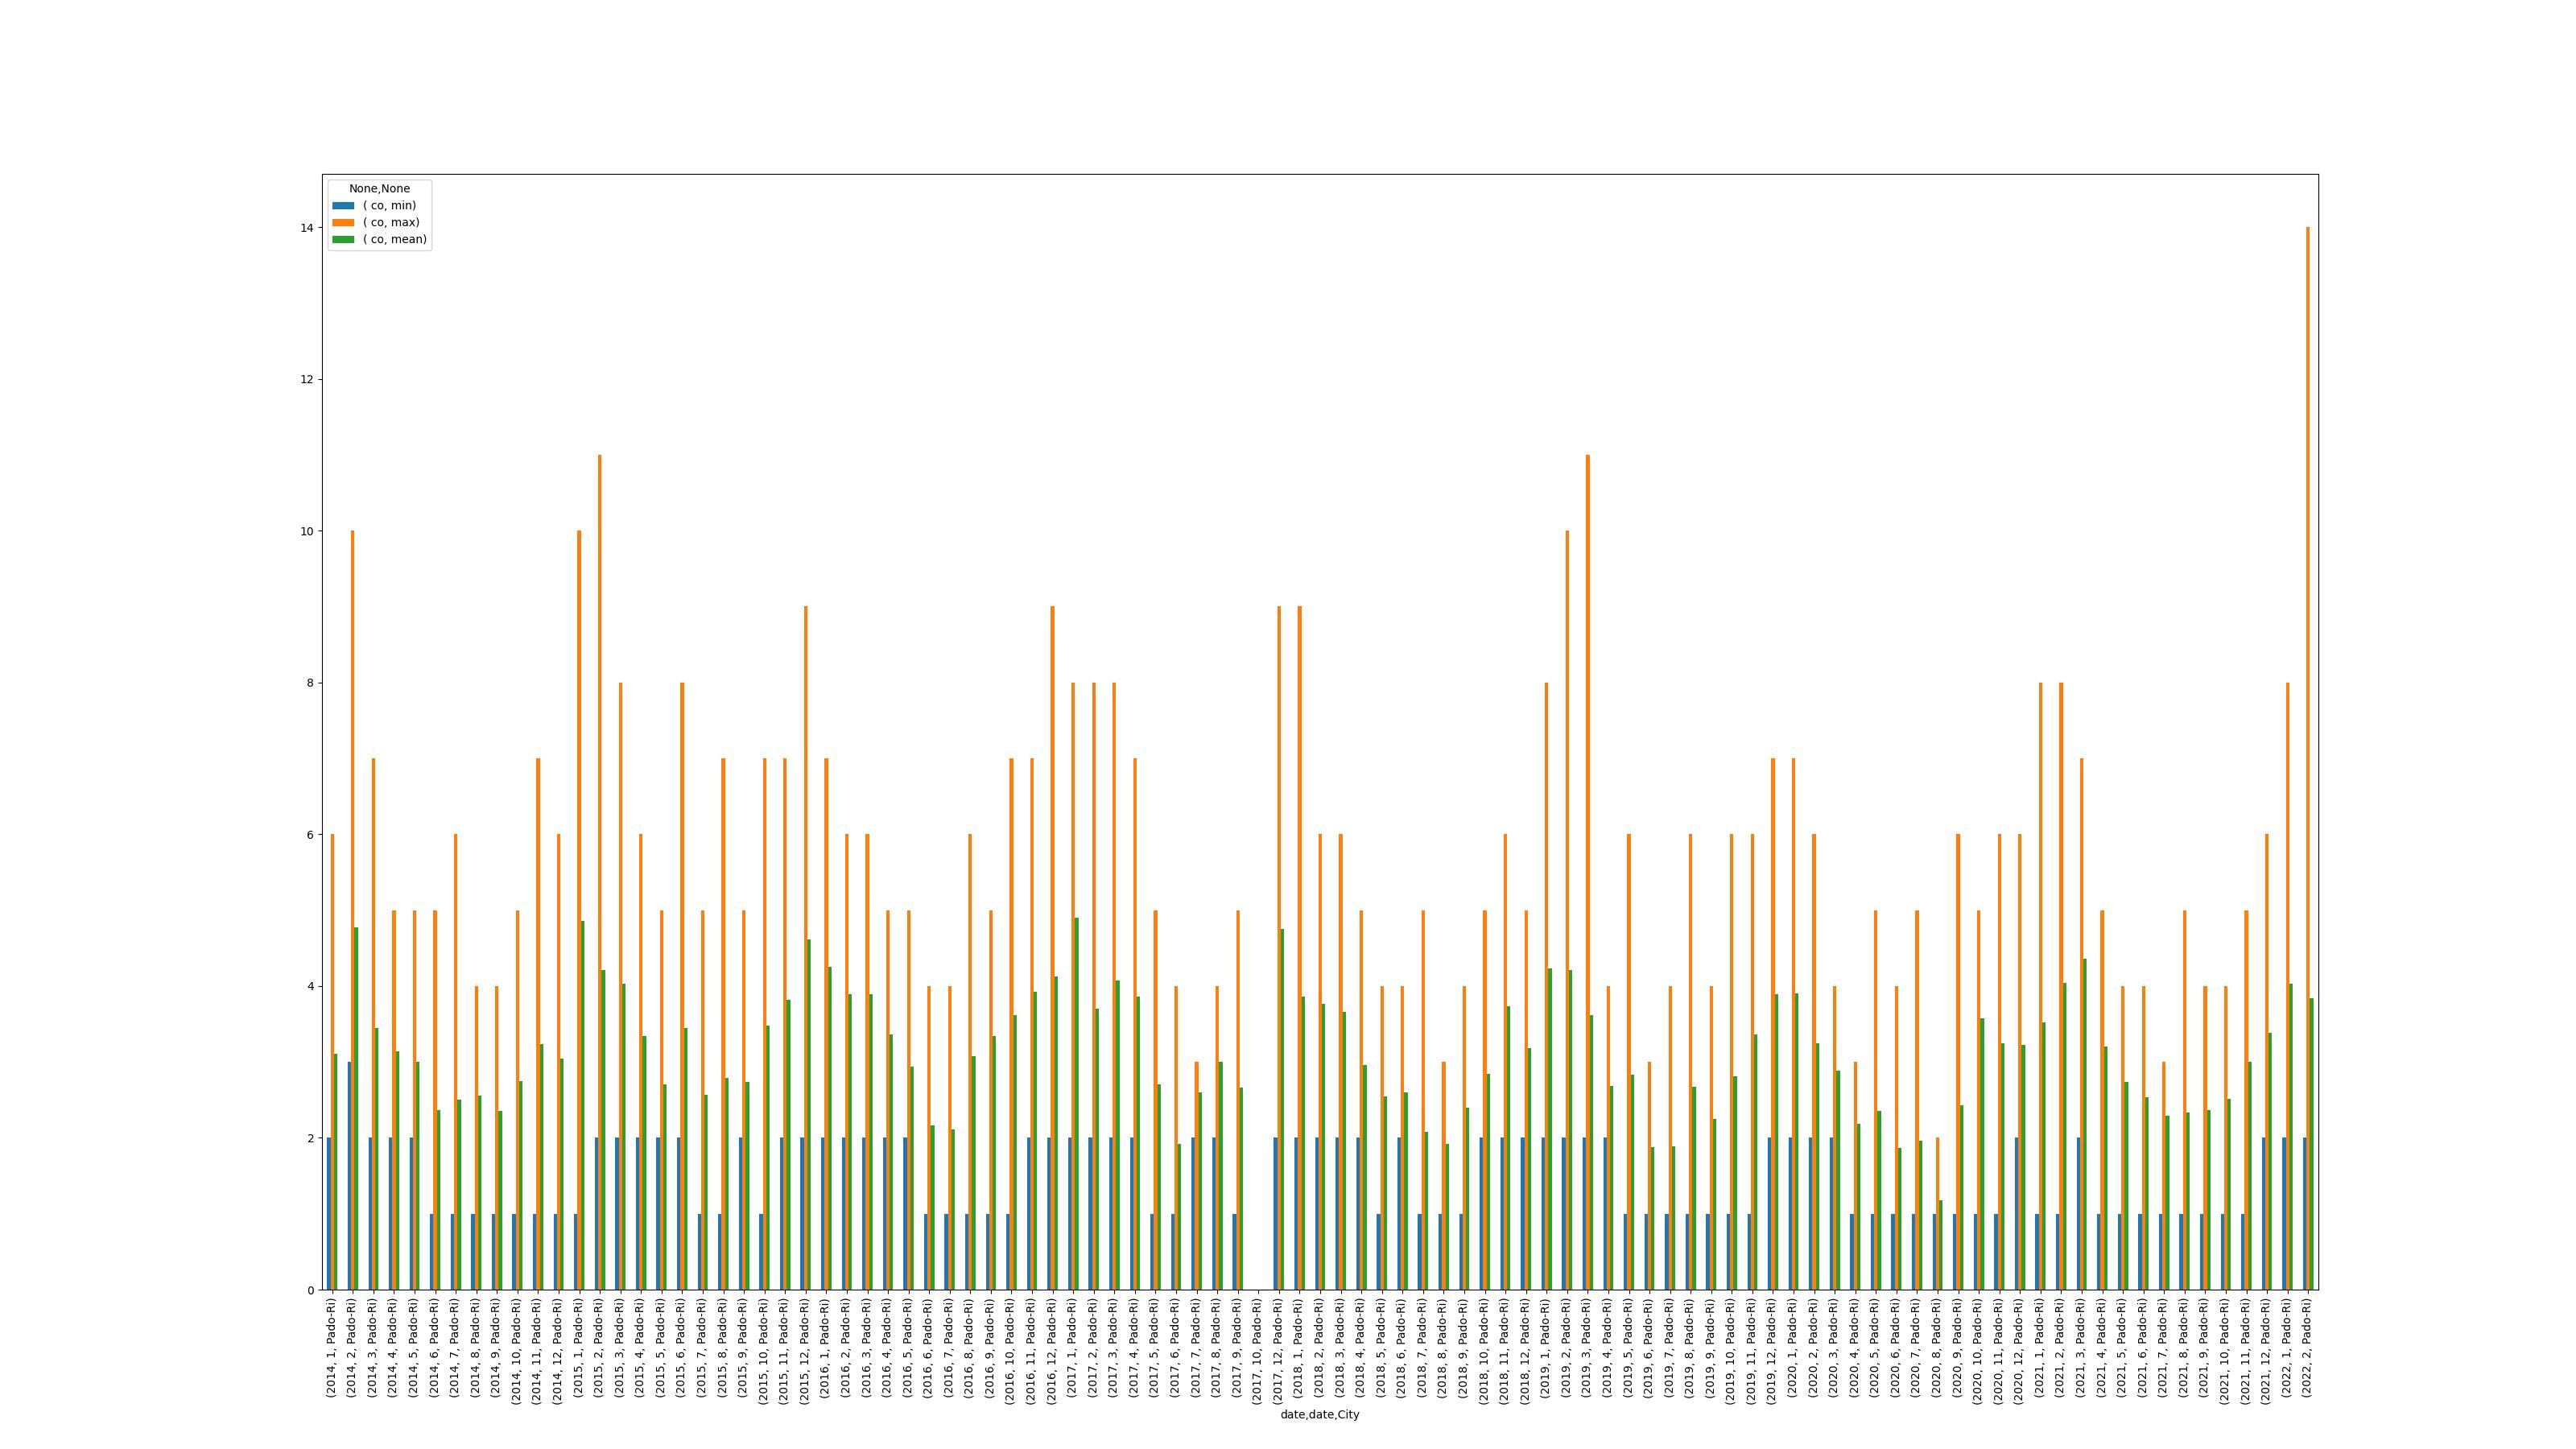 None,None
( co, min)
( co, max)
( co, mean)
14
12
10
8
6
4
2
0
(2014, 1, Pado-Ri)
(2014, 2, Pado-Ri)
(2014, 3, Pado-Ri)
(2014, 4, Pado-Ri)
(2014, 5, Pado-Ri)
(2014, 6, Pado-Ri)
(2014, 7, Pado-Ri)
(2014, 8, Pado-Ri)
(2014, 9, Pado-Ri)
(2014, 10, Pado-Ri)
(2014, 11, Pado-Ri)
(2014, 12, Pado-Ri)
(2015, 1, Pado-Ri)
(2015, 2, Pado-Ri)
(2015, 3, Pado-Ri)
(2015, 4, Pado-Ri)
(2015, 5, Pado-Ri)
(2015, 6, Pado-Ri)
(2015, 7, Pado-Ri)
(2015, 8, Pado-Ri)
(2015, 9, Pado-Ri)
(2015, 10, Pado-Ri)
(2015, 11, Pado-Ri)
(2015, 12, Pado-Ri)
(2016, 1, Pado-Ri)
(2016, 2, Pado-Ri)
(2016, 3, Pado-Ri)
(2016, 4, Pado-Ri)
(2016, 5, Pado-Ri)
(2016, 6, Pado-Ri)
(2016, 7, Pado-Ri)
(2016, 8, Pado-Ri)
(2016, 9, Pado-Ri)
(2016, 10, Pado-Ri)
(2016, 11, Pado-Ri)
(2016, 12, Pado-Ri)
(2017, 1, Pado-Ri)
(2017, 2, Pado-Ri)
(2017, 3, Pado-Ri)
(2017, 4, Pado-Ri)
(2017, 5, Pado-Ri)
(2017, 6, Pado-Ri)
(2017, 7, Pado-Ri)
(2017, 8, Pado-Ri)
(2017, 9, Pado-Ri)
(2017, 10, Pado-Ri)
(2017, 12, Pado-Ri)
(2018, 1, Pado-Ri)
(2018, 2, Pado-Ri)
(2018, 3, Pado-Ri)
(2018, 4, Pado-Ri)
(2018, 5, Pado-Ri)
(2018, 6, Pado-Ri)
(2018, 7, Pado-Ri)
(2018, 8, Pado-Ri)
(2018, 9, Pado-Ri)
(2018, 10, Pado-Ri)
(2018, 11, Pado-Ri)
(2018, 12, Pado-Ri)
(2019, 1, Pado-Ri)
(2019, 2, Pado-Ri)
(2019, 3, Pado-Ri)
(2019, 4, Pado-Ri)
(2019, 5, Pado-Ri)
(2019, 6, Pado-Ri)
(2019, 7, Pado-Ri)
(2019, 8, Pado-Ri)
(2019, 9, Pado-Ri)
(2019, 10, Pado-Ri)
(2019, 11, Pado-Ri)
(2019, 12, Pado-Ri)
(2020, 1, Pado-Ri)
(2020, 2, Pado-Ri)
(2020, 3, Pado-Ri)
(2020, 4, Pado-Ri)
(2020, 5, Pado-Ri)
(2020, 6, Pado-Ri)
(2020, 7, Pado-Ri)
(2020, 8, Pado-Ri)
(2020, 9, Pado-Ri)
(2020, 10, Pado-Ri)
(2020, 11, Pado-Ri)
(2020, 12, Pado-Ri)
(2021, 1, Pado-Ri)
(2021, 2, Pado-Ri)
(2021, 3, Pado-Ri)
(2021, 4, Pado-Ri)
(2021, 5, Pado-Ri)
(2021, 6, Pado-Ri)
(2021, 7, Pado-Ri)
(2021, 8, Pado-Ri)
(2021, 9, Pado-Ri)
(2021, 10, Pado-Ri)
(2021, 11, Pado-Ri)
(2021, 12, Pado-Ri)
(2022, 1, Pado-Ri)
(2022, 2, Pado-Ri)
date,date,City